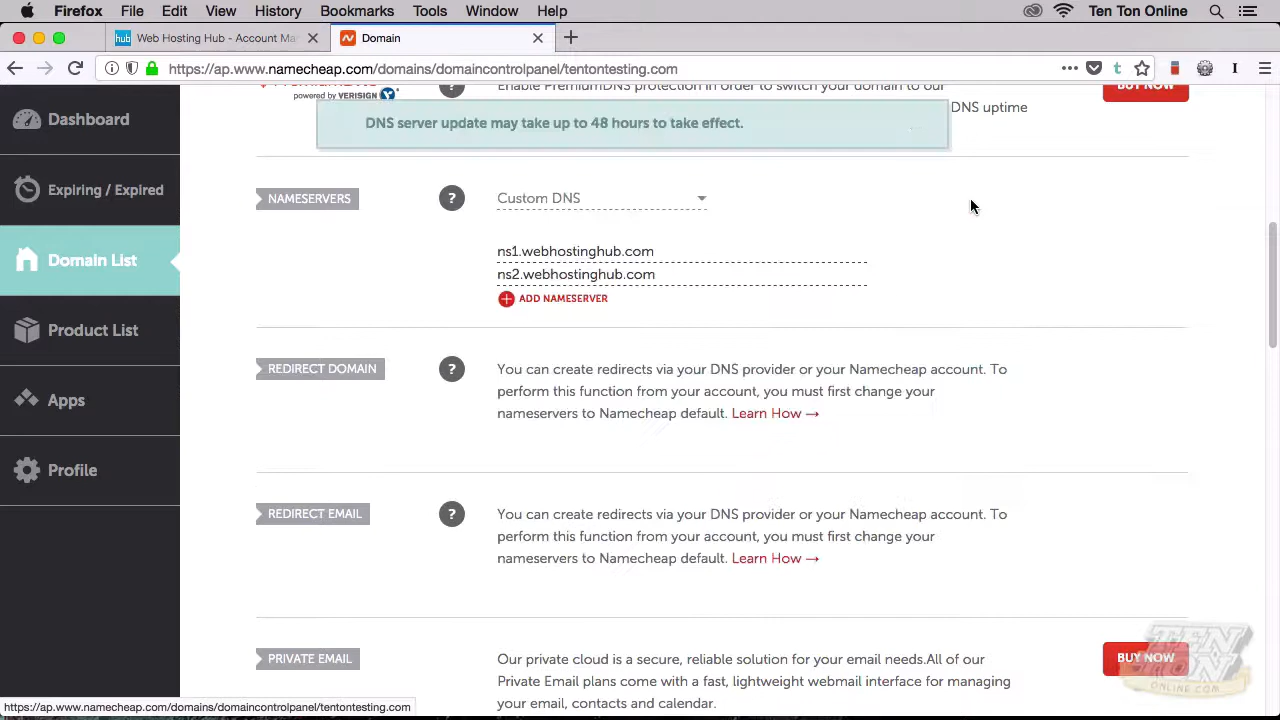 Firefox File Edit View History Bookmarks Tools Window Help Ten Ton Online
hub Web Hosting Hub - Account Ma
Domain
https://ap.www.namecheap.com/domains/domaincontrolpanel/tentontesting.com
Dashboard
Expiring / Expired
Domain List
Product List
Apps
Profile
powered by VERISIGN
? Enable PremiumDNS protection in order to switch your domain to our
DNS uptime
BUY NOW
DNS server update may take up to 48 hours to take effect.
NAMESERVERS ? Custom DNS
ns1.webhostinghub.com
ns2.webhostinghub.com
ADD NAMESERVER
REDIRECT DOMAIN ? You can create redirects via your DNS provider or your Namecheap account. To
perform this function from your account, you must first change your
nameservers to Namecheap default. Learn How →
REDIRECT EMAIL ? You can create redirects via your DNS provider or your Namecheap account. To
perform this function from your account, you must first change your
nameservers to Namecheap default. Learn How →
PRIVATE EMAIL Our private cloud is a secure, reliable solution for your email needs.All of our
Private Email plans come with a fast, lightweight webmail interface for managing
your email, contacts and calendar.
BUY NOW
TEN
TON
ONLINE.COM
https://ap.www.namecheap.com/domains/domaincontrolpanel/tentontesting.com